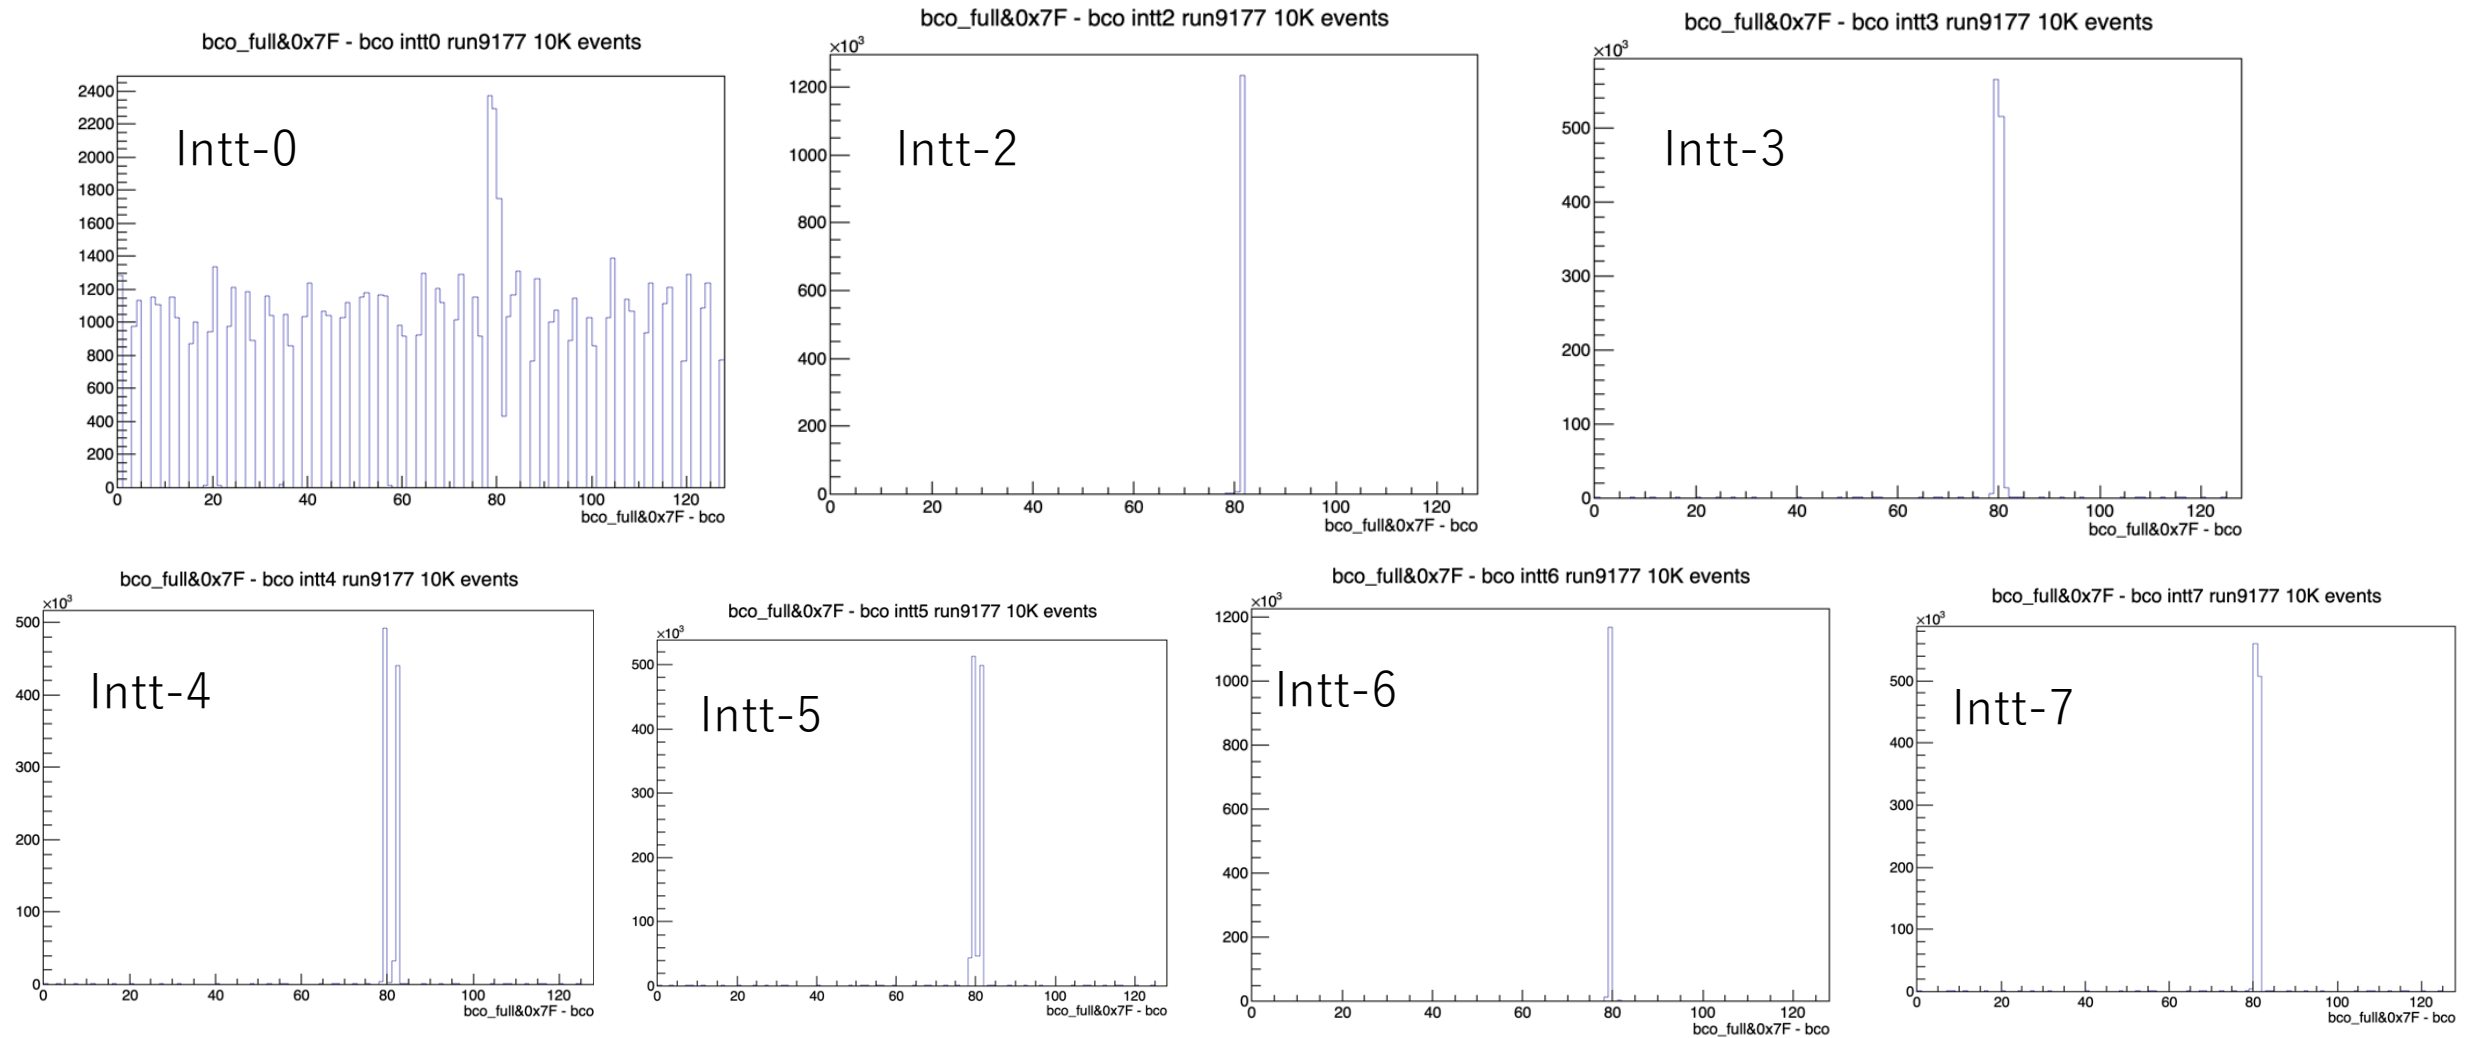 bco_full&0x7F - bco intt0 run9177 10K events
2400
2200
2000
1800
1600
1400
1200
1000
800
600
400
200
0
Intt-0
0 20 40 60 80 100 120
bco_full&0x7F - bco
bco_full&0x7F - bco intt2 run9177 10K events
×10³
1200
1000
800
600
400
200
0
Intt-2
0 20 40 60 80 100 120
bco_full&0x7F - bco
bco_full&0x7F - bco intt3 run9177 10K events
×10³
500
400
300
200
100
0
Intt-3
0 20 40 60 80 100 120
bco_full&0x7F - bco
bco_full&0x7F - bco intt4 run9177 10K events
×10³
500
400
300
200
100
0
Intt-4
0 20 40 60 80 100 120
bco_full&0x7F - bco
bco_full&0x7F - bco intt5 run9177 10K events
×10³
500
400
300
200
100
0
Intt-5
0 20 40 60 80 100 120
bco_full&0x7F - bco
bco_full&0x7F - bco intt6 run9177 10K events
×10³
1200
1000
800
600
400
200
0
Intt-6
0 20 40 60 80 100 120
bco_full&0x7F - bco
bco_full&0x7F - bco intt7 run9177 10K events
×10³
500
400
300
200
100
0
Intt-7
0 20 40 60 80 100 120
bco_full&0x7F - bco